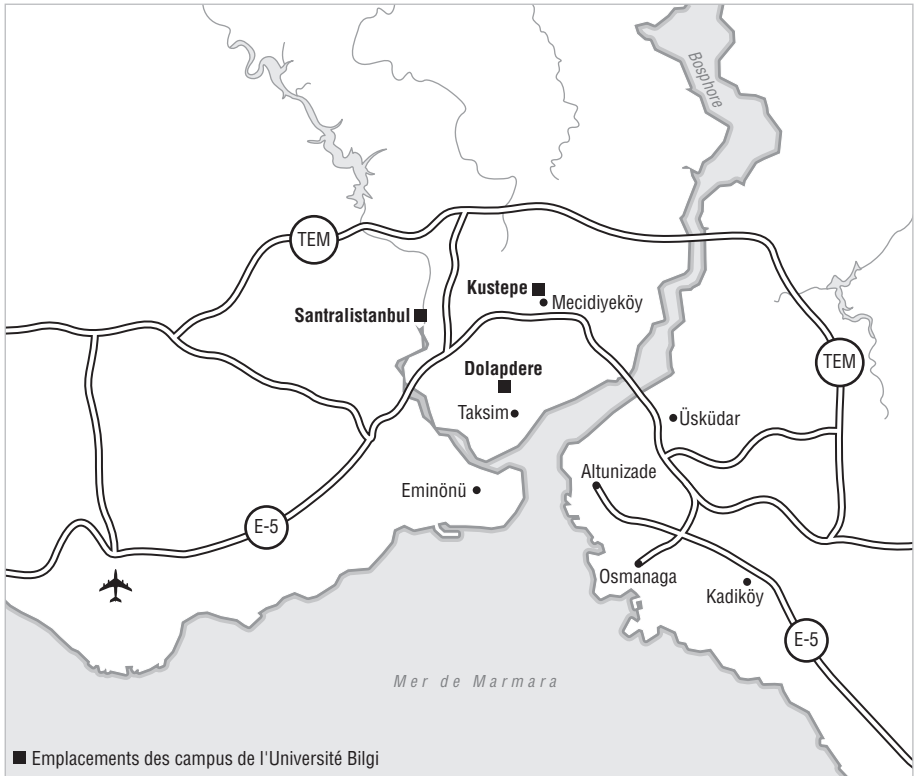 Bosphore
TEM
Kustepe
Mecidiyeköy
Santralistanbul
TEM
Dolapdere
Taksim
Üsküdar
Altunizade
Eminönü
E-5
Osmanaga
Kadiköy
E-5
Mer de Marmara
Emplacements des campus de l'Université Bilgi